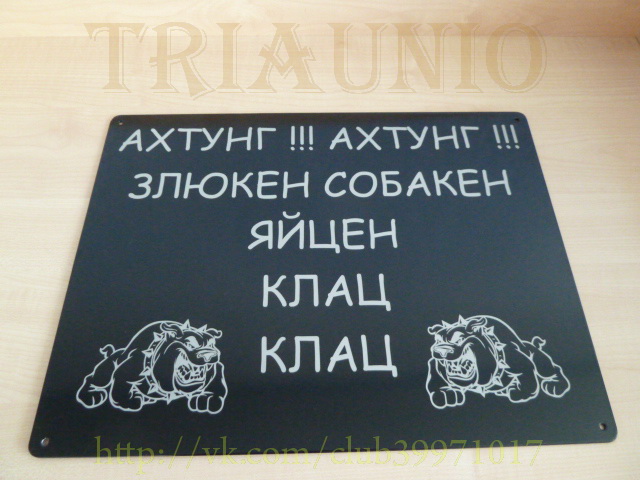 TRIAUNIO
АХТУНГ !!! АХТУНГ !!!
ЗЛЮКЕН СОБАКЕН
ЯЙЦЕН
КЛАЦ
КЛАЦ
http://vk.com/club39971017